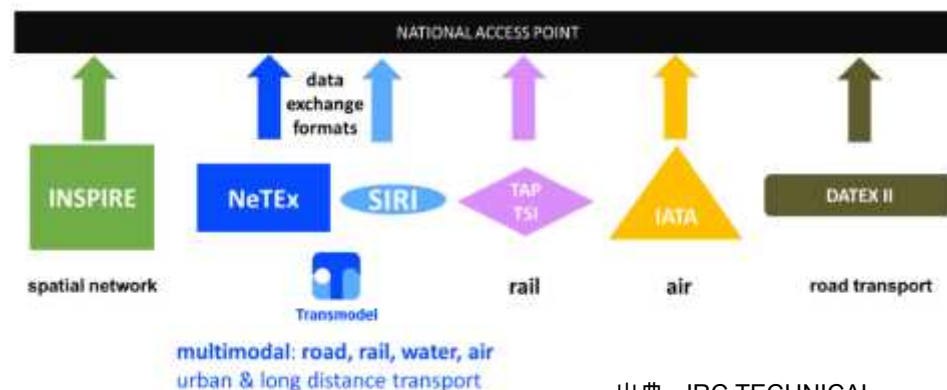 NATIONAL ACCESS POINT
data
exchange
formats
INSPIRE
NeTEx
SIRI
TAP
TSI
IATA
DATEX II
spatial network
rail
air
road transport
Transmodel
multimodal: road, rail, water, air
urban & long distance transport
出典 JRC TECHNICAL